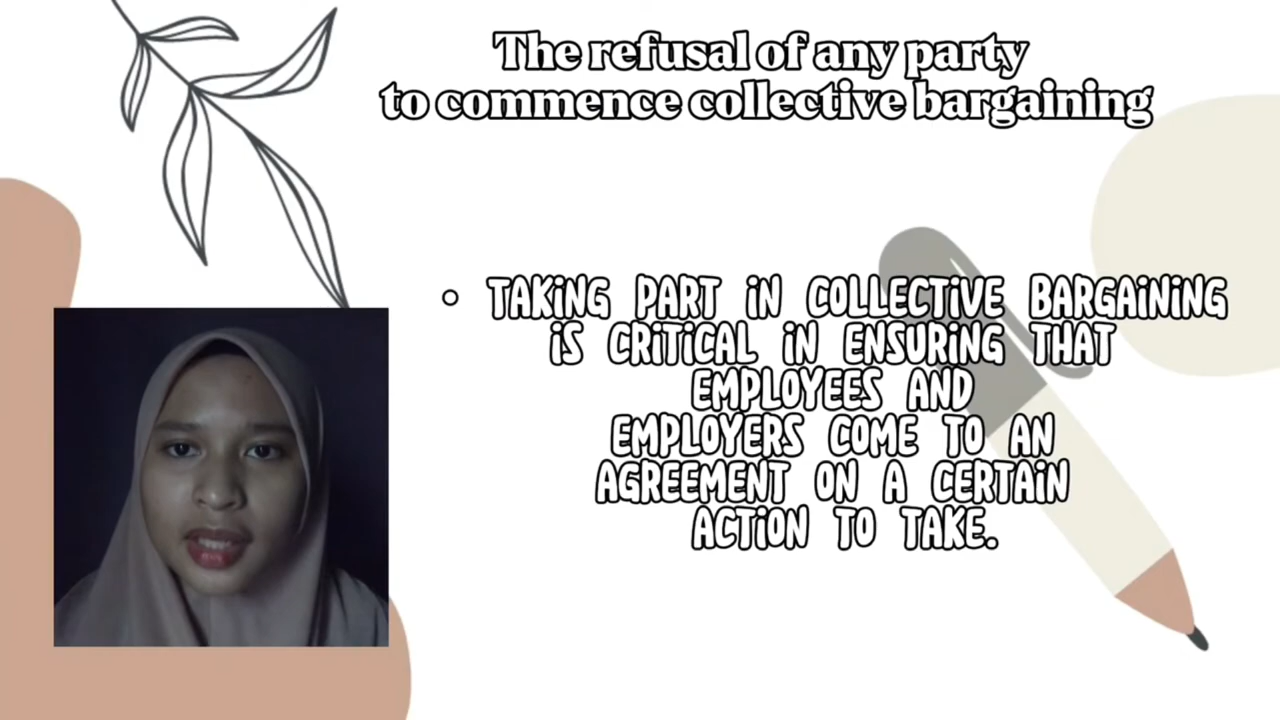 The refusal of any party
to commence collective bargaining
• TAKING PART IN COLLECTIVE BARGAINING
IS CRITICAL IN ENSURING THAT
EMPLOYEES AND
EMPLOYERS COME TO AN
AGREEMENT ON A CERTAIN
ACTION TO TAKE.